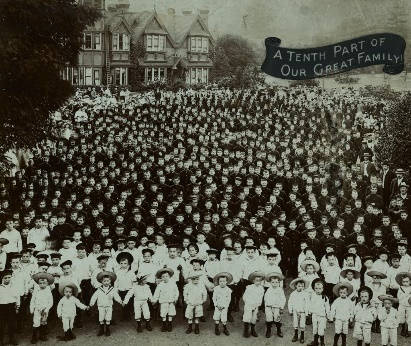 A TENTH PART OF
OUR GREAT FAMILY!